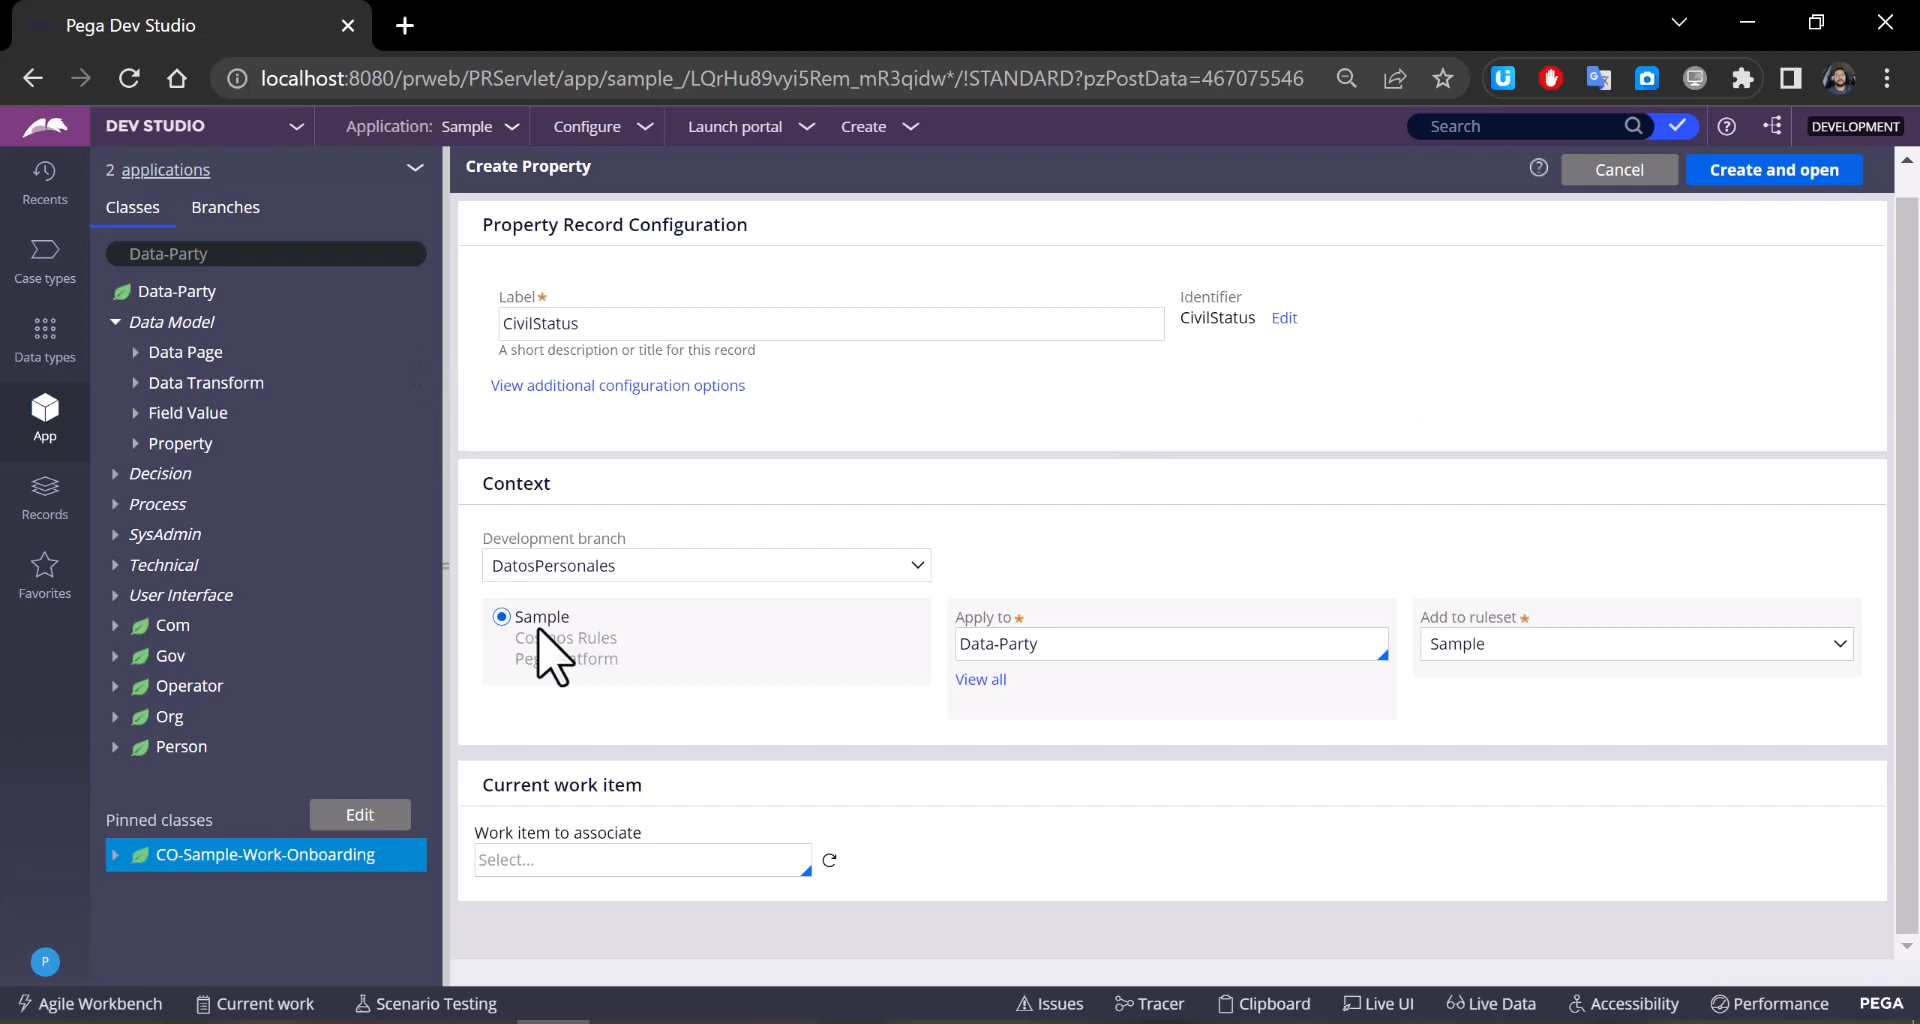 Pega Dev Studio
localhost:8080/prweb/PRServlet/app/sample_/LQrHu89vyi5Rem_mR3qidw*/!STANDARD?pzPostData=467075546
DEV STUDIO
Application: Sample
Configure
Launch portal
Create
Search
DEVELOPMENT
Recents
Case types
Data types
App
Records
Favorites
P
2 applications
Classes
Branches
Data-Party
Data-Party
Data Model
Data Page
Data Transform
Field Value
Property
Decision
Process
SysAdmin
Technical
User Interface
Com
Gov
Operator
Org
Person
Pinned classes
Edit
CO-Sample-Work-Onboarding
Create Property
Cancel
Create and open
Property Record Configuration
Label*
CivilStatus
A short description or title for this record
Identifier
CivilStatus Edit
View additional configuration options
Context
Development branch
DatosPersonales
Sample
Rules
Apply to*
Data-Party
View all
Add to ruleset*
Sample
Current work item
Work item to associate
Select...
Agile Workbench
Current work
Scenario Testing
Issues
Tracer
Clipboard
Live UI
Live Data
Accessibility
Performance
PEGA